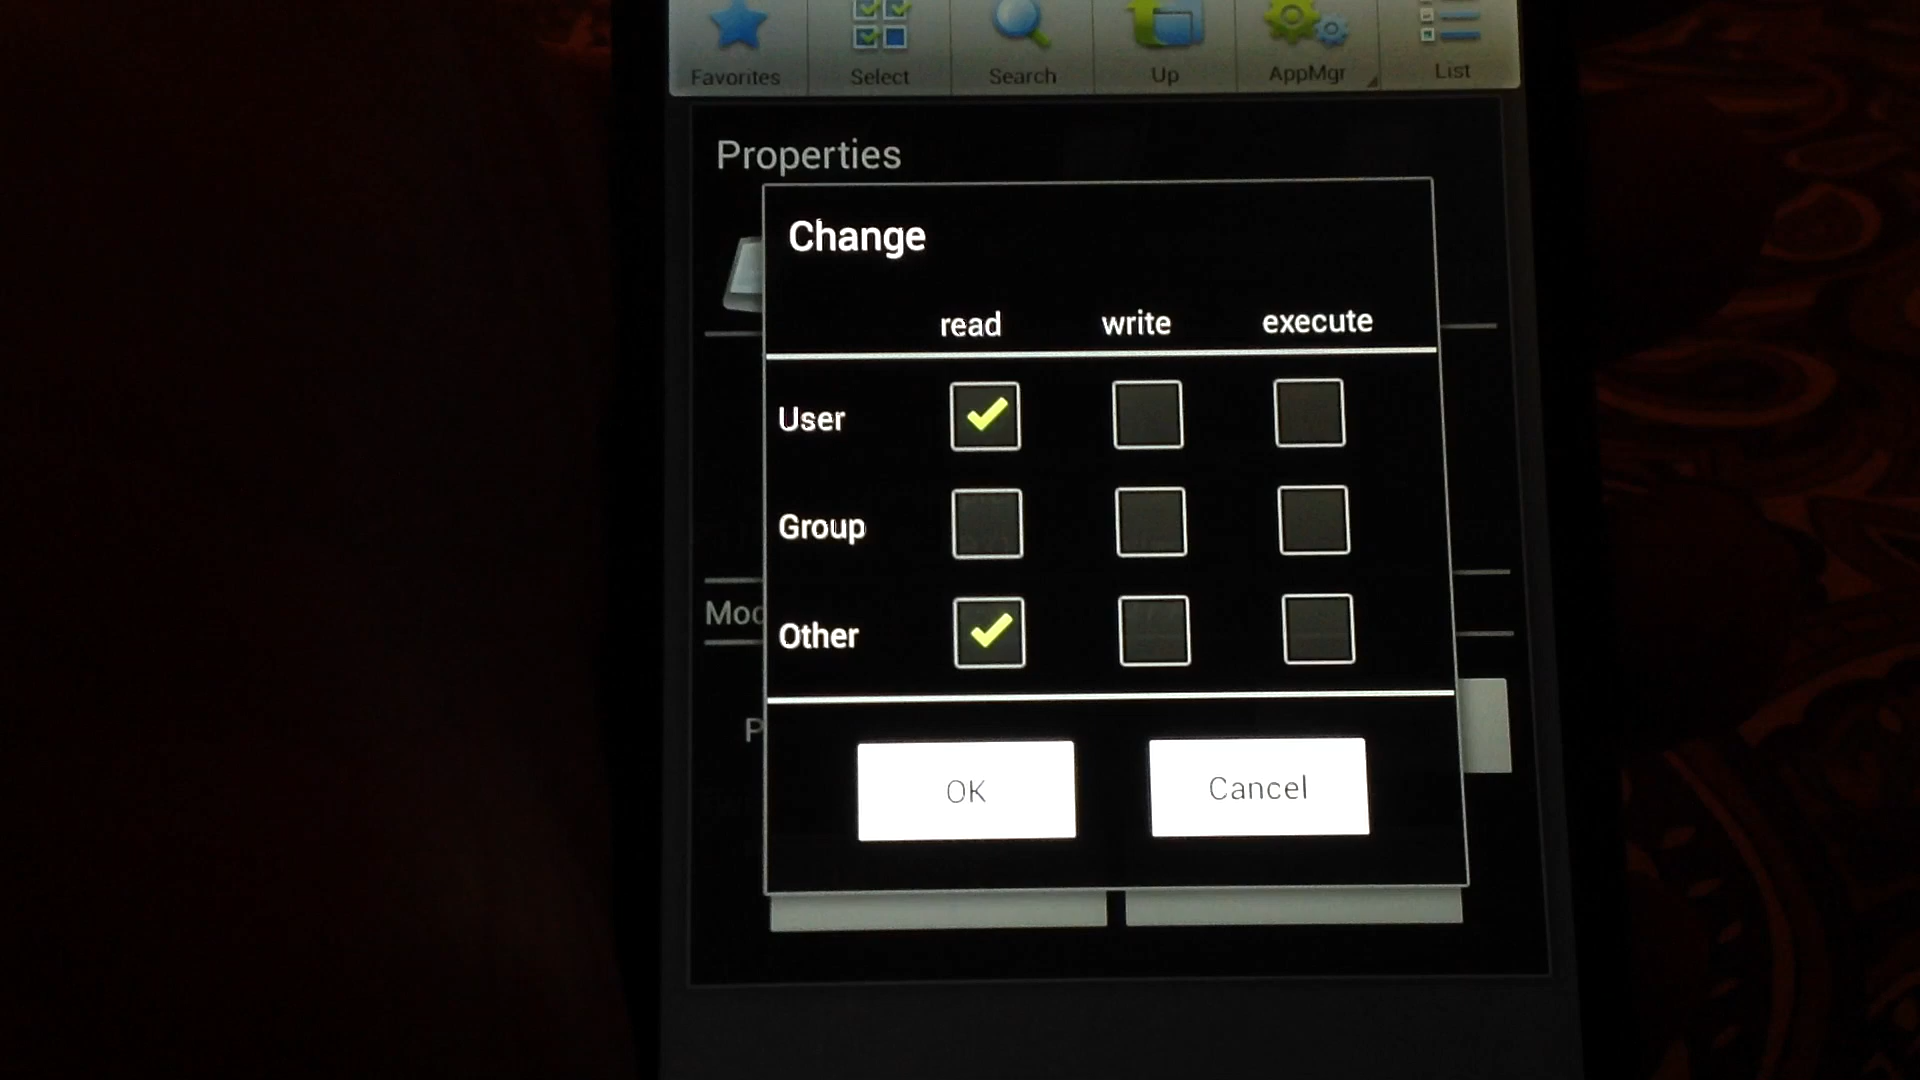 Favorites Select Search Up AppMgr List
Properties
Change
read write execute
User
Group
Other
OK Cancel